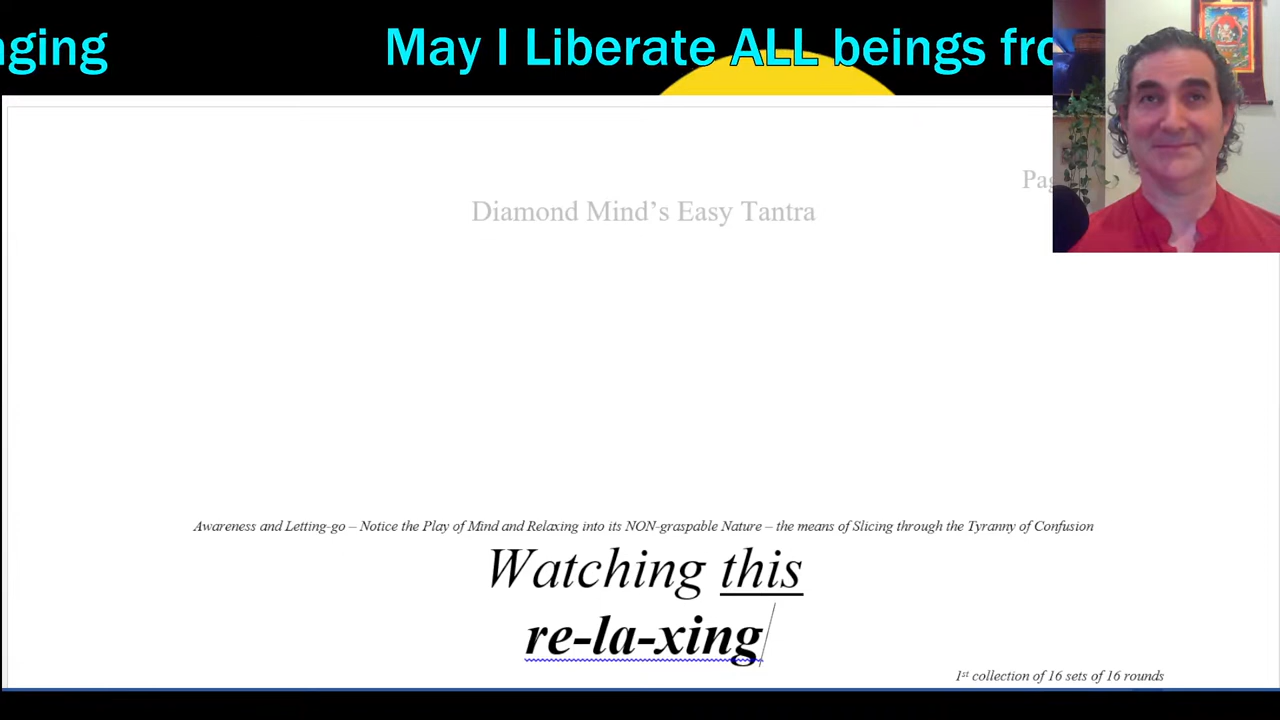 nging May I Liberate ALL beings fro
Pag
Diamond Mind's Easy Tantra
Awareness and Letting-go – Notice the Play of Mind and Relaxing into its NON-graspable Nature – the means of Slicing through the Tyranny of Confusion
Watching this
re-la-xing
1st collection of 16 sets of 16 rounds